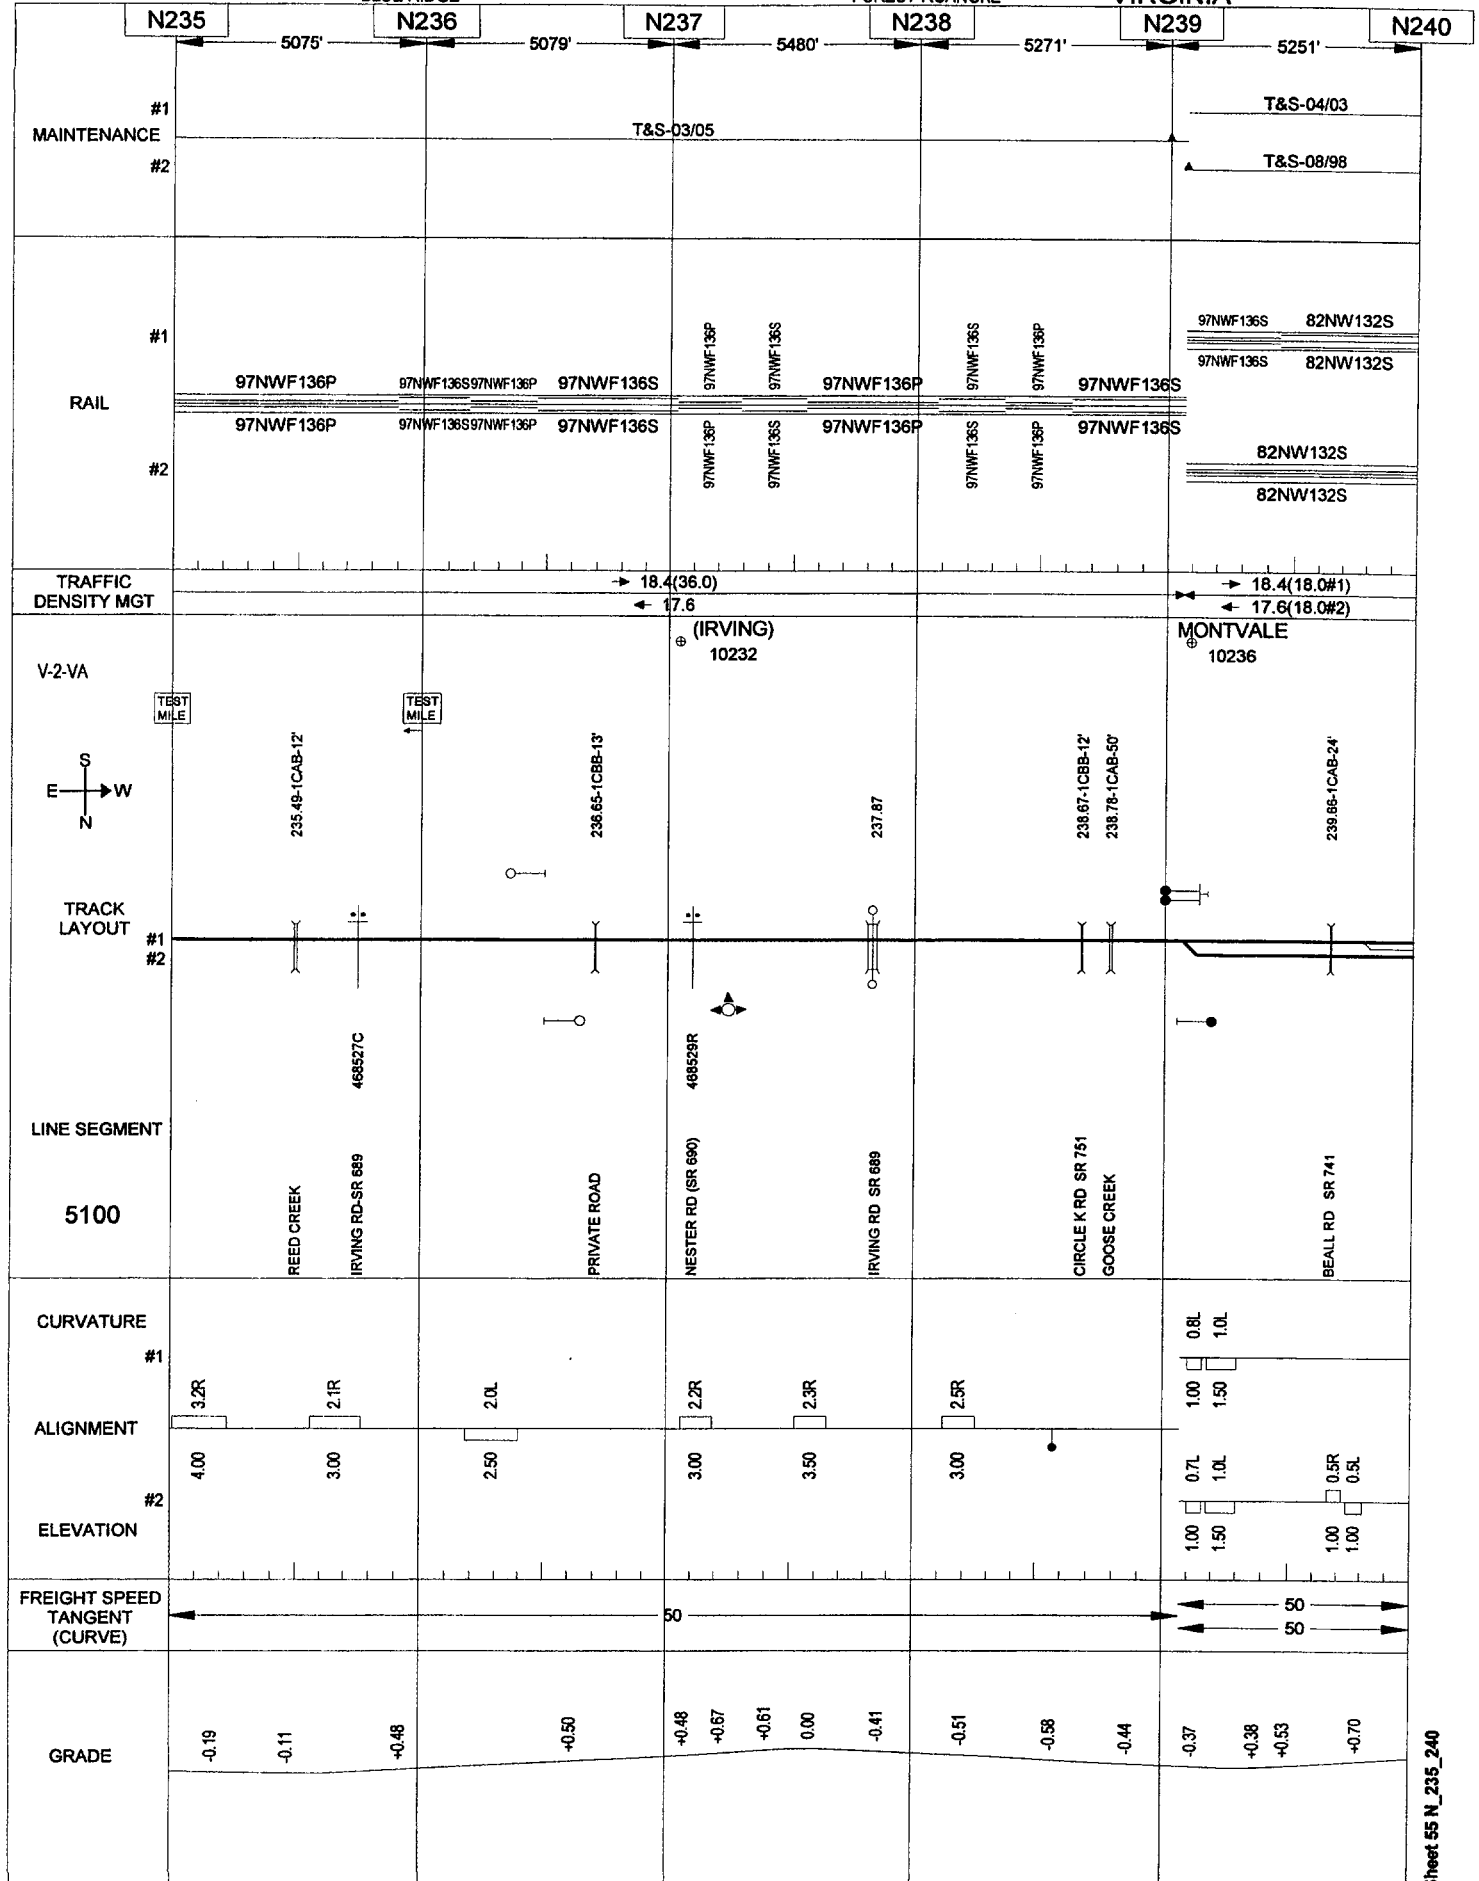 VIRGINIA
N235 N236 N237 N238 N239 N240
5075' 5079' 5480' 5271' 5251'
#1 T&S-04/03
MAINTENANCE T&S-03/05
#2 T&S-08/98
97NWF136P 97NWF136S 97NWF136S 97NWF136P
97NWF136S 82NW132S
#1
97NWF136S 82NW132S
97NWF136P 97NWF136S 97NWF136P 97NWF136S 97NWF136P 97NWF136S
RAIL
97NWF136P 97NWF136S 97NWF136P 97NWF136S 97NWF136P 97NWF136S
97NWF136P 97NWF136S 97NWF136S 97NWF136P
82NW132S
#2
82NW132S
TRAFFIC
DENSITY MGT
18.4(36.0) 18.4(18.0#1)
17.6 17.6(18.0#2)
(IRVING) MONTVALE
10232 10236
V-2-VA
TEST
MILE
TEST
MILE
S
E W
N
235.49-1CAB-12'
236.65-1CBB-13'
237.87
238.67-1CBB-12'
238.78-1CAB-50'
239.66-1CAB-24'
TRACK
LAYOUT
#1
#2
468527C
468529R
LINE SEGMENT
5100
REED CREEK
IRVING RD-SR 689
PRIVATE ROAD
NESTER RD (SR 690)
IRVING RD SR 689
CIRCLE K RD SR 751
GOOSE CREEK
BEALL RD SR 741
CURVATURE
0.8L 1.0L
#1
1.00 1.50
3.2R 2.1R 2.0L 2.2R 2.3R 2.5R
ALIGNMENT
4.00 3.00 2.50 3.00 3.50 3.00
0.7L 1.0L 0.5R 0.5L
#2
ELEVATION
1.00 1.50 1.00 1.00
FREIGHT SPEED
TANGENT
(CURVE)
50 50
50
GRADE
-0.19 -0.11 +0.48 +0.50 +0.48 +0.67 +0.61 0.00 -0.41 -0.51 -0.58 -0.44 -0.37 +0.38 +0.53 +0.70
55 N_235_240